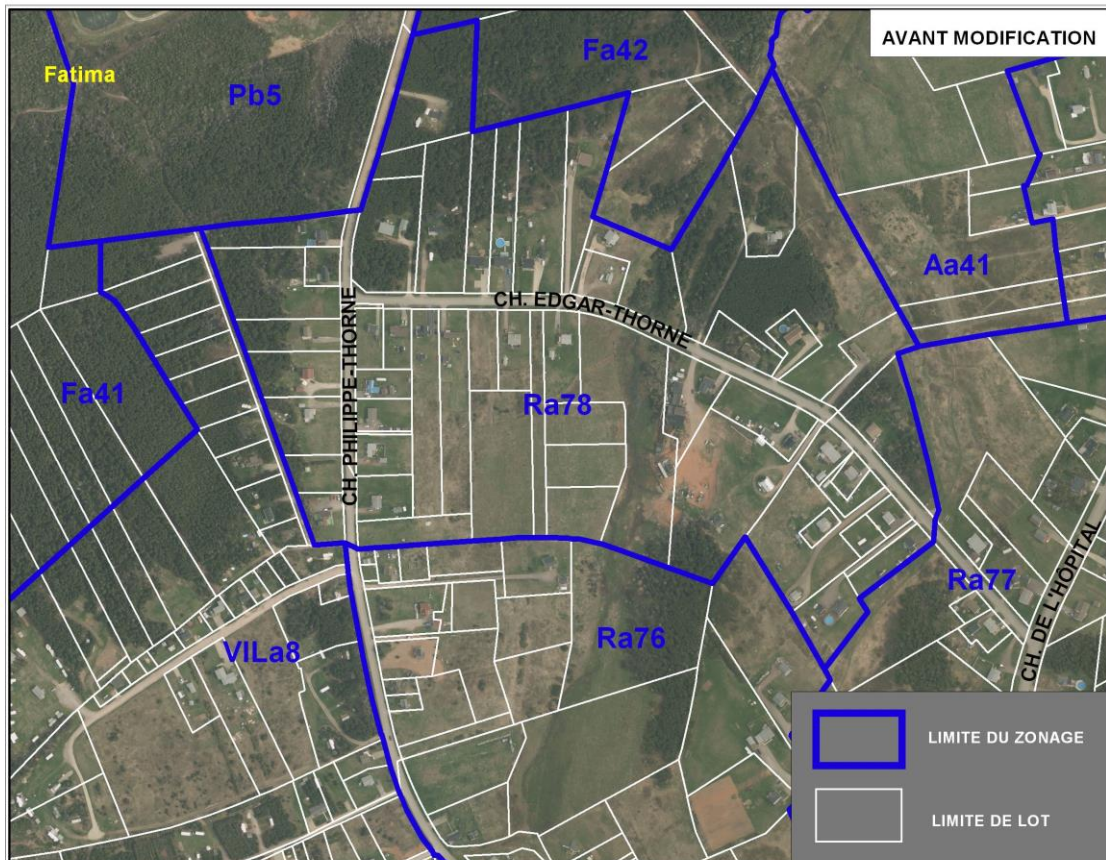 AVANT MODIFICATION
Fa42
Fatima
Pb5
Aa41
CH. EDGAR-THORNE
CH. PHILIPPE-THORNE
Fa41
Ra78
CH. DE L'HÔPITAL
Ra77
Ra76
VILa8
LIMITE DU ZONAGE
LIMITE DE LOT